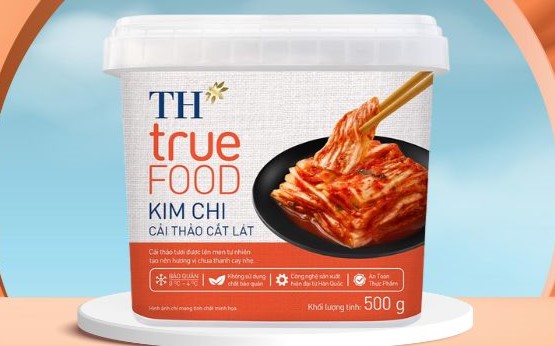 TH
true
FOOD
KIM CHI
CẢI THẢO CẮT LÁT
Cải thảo tươi được lên men tự nhiên
tạo nên hương vị chua thanh cay nhẹ.
BẢO QUẢN
0°C - 4°C
Không sử dụng
chất bảo quản
Công nghệ sản xuất
hiện đại từ Hàn Quốc
An Toàn
Thực Phẩm
Hình ảnh chỉ mang tính chất minh họa.
Khối lượng tịnh: 500 g